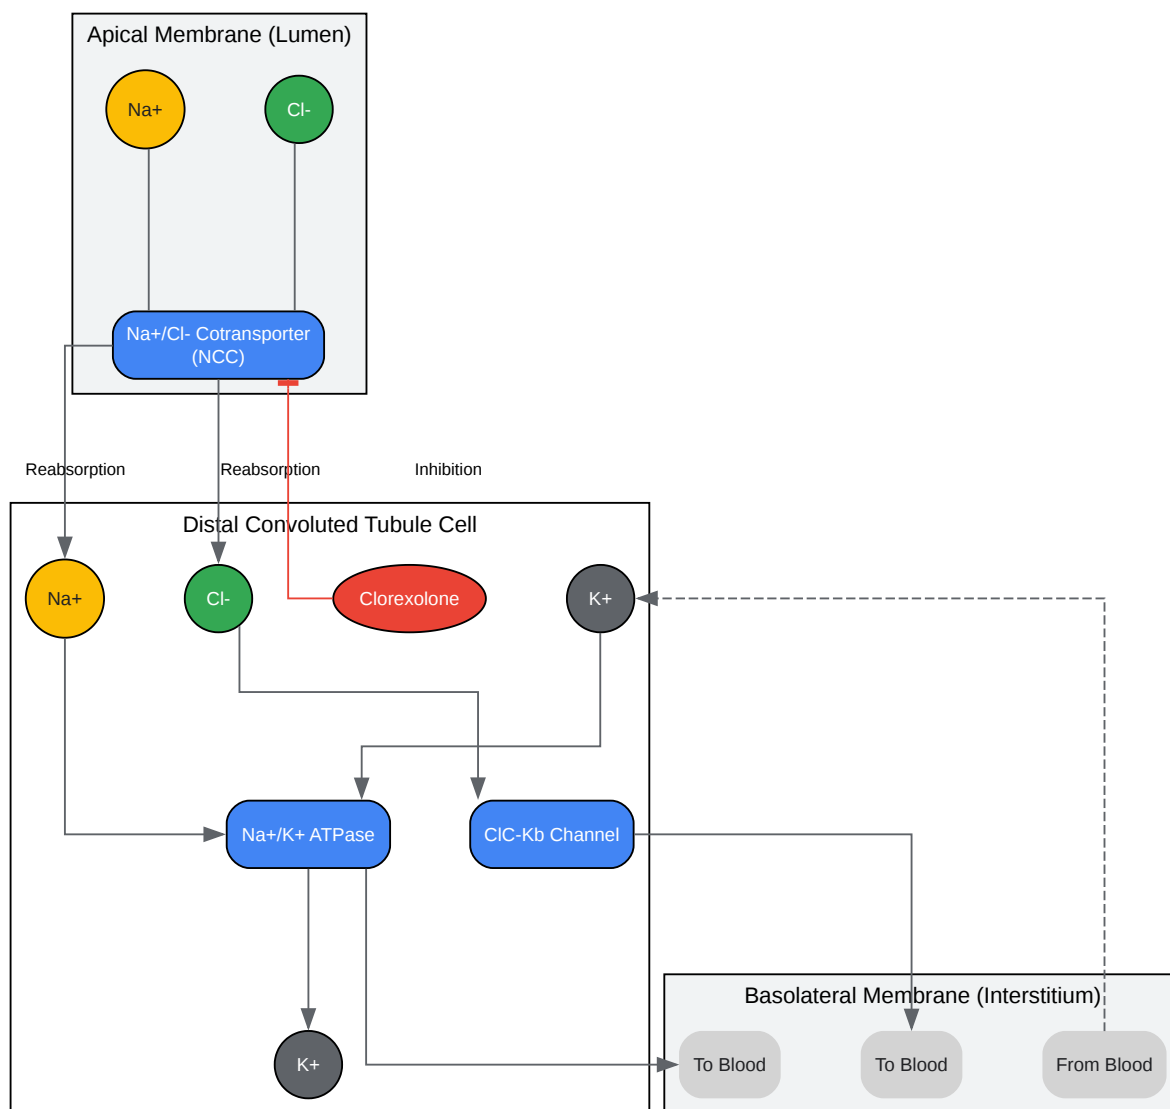 Apical Membrane (Lumen)
Na+
Cl-
Na+/Cl- Cotransporter
(NCC)
Reabsorption
Reabsorption
Inhibition
Distal Convoluted Tubule Cell
Na+
Cl-
Clorexolone
K+
Na+/K+ ATPase
ClC-Kb Channel
Basolateral Membrane (Interstitium)
K+
To Blood
To Blood
From Blood